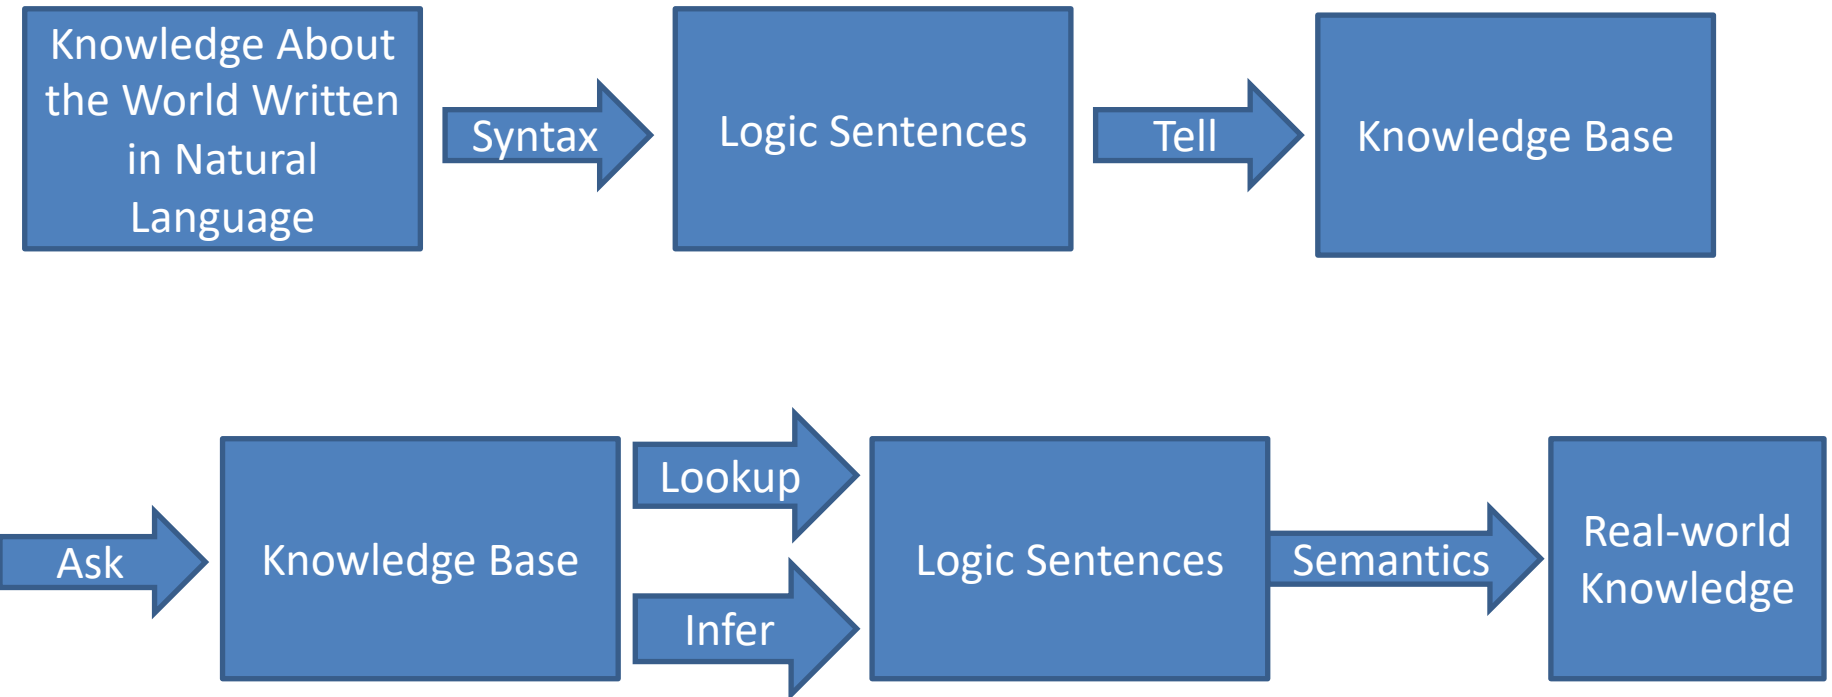 Knowledge About
the World Written
in Natural
Language
Syntax
Logic Sentences
Tell
Knowledge Base
Ask
Knowledge Base
Lookup
Infer
Logic Sentences
Semantics
Real-world
Knowledge